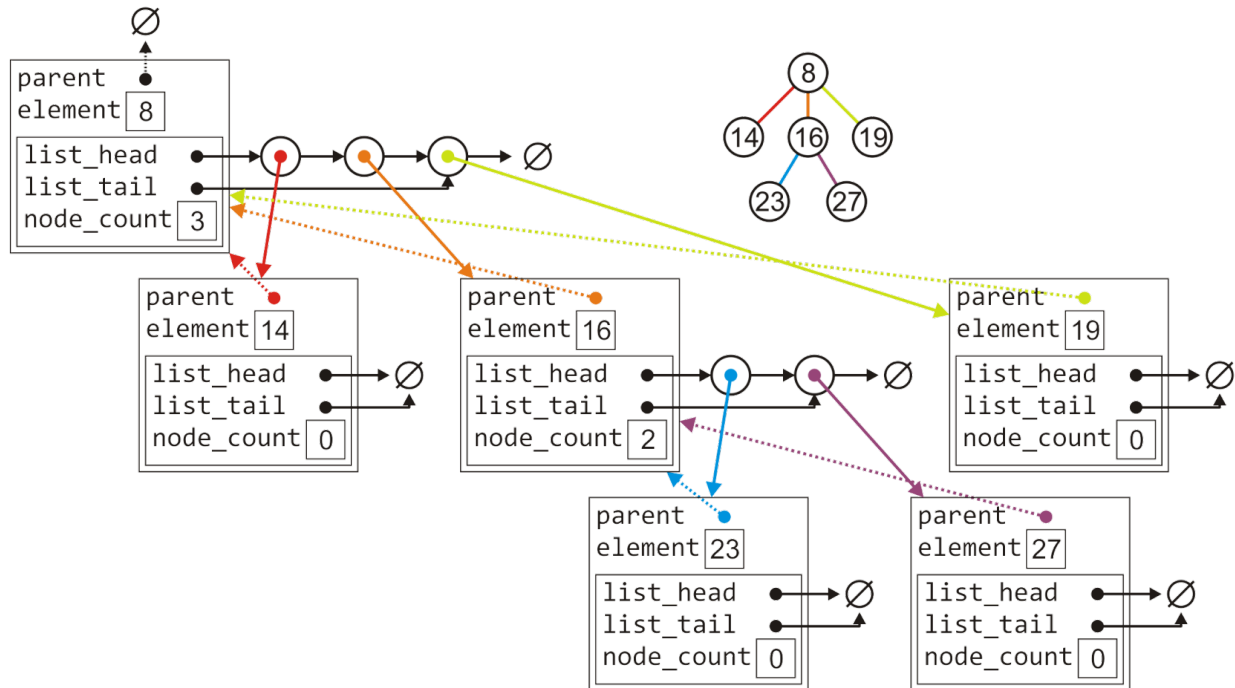 ∅
parent
element 8
list_head
∅
list_tail
node_count 3
8
14 16 19
23 27
parent
element 14
list_head
∅
list_tail
node_count 0
parent
element 16
list_head
∅
list_tail
node_count 2
parent
element 19
list_head
∅
list_tail
node_count 0
parent
element 23
list_head
∅
list_tail
node_count 0
parent
element 27
list_head
∅
list_tail
node_count 0